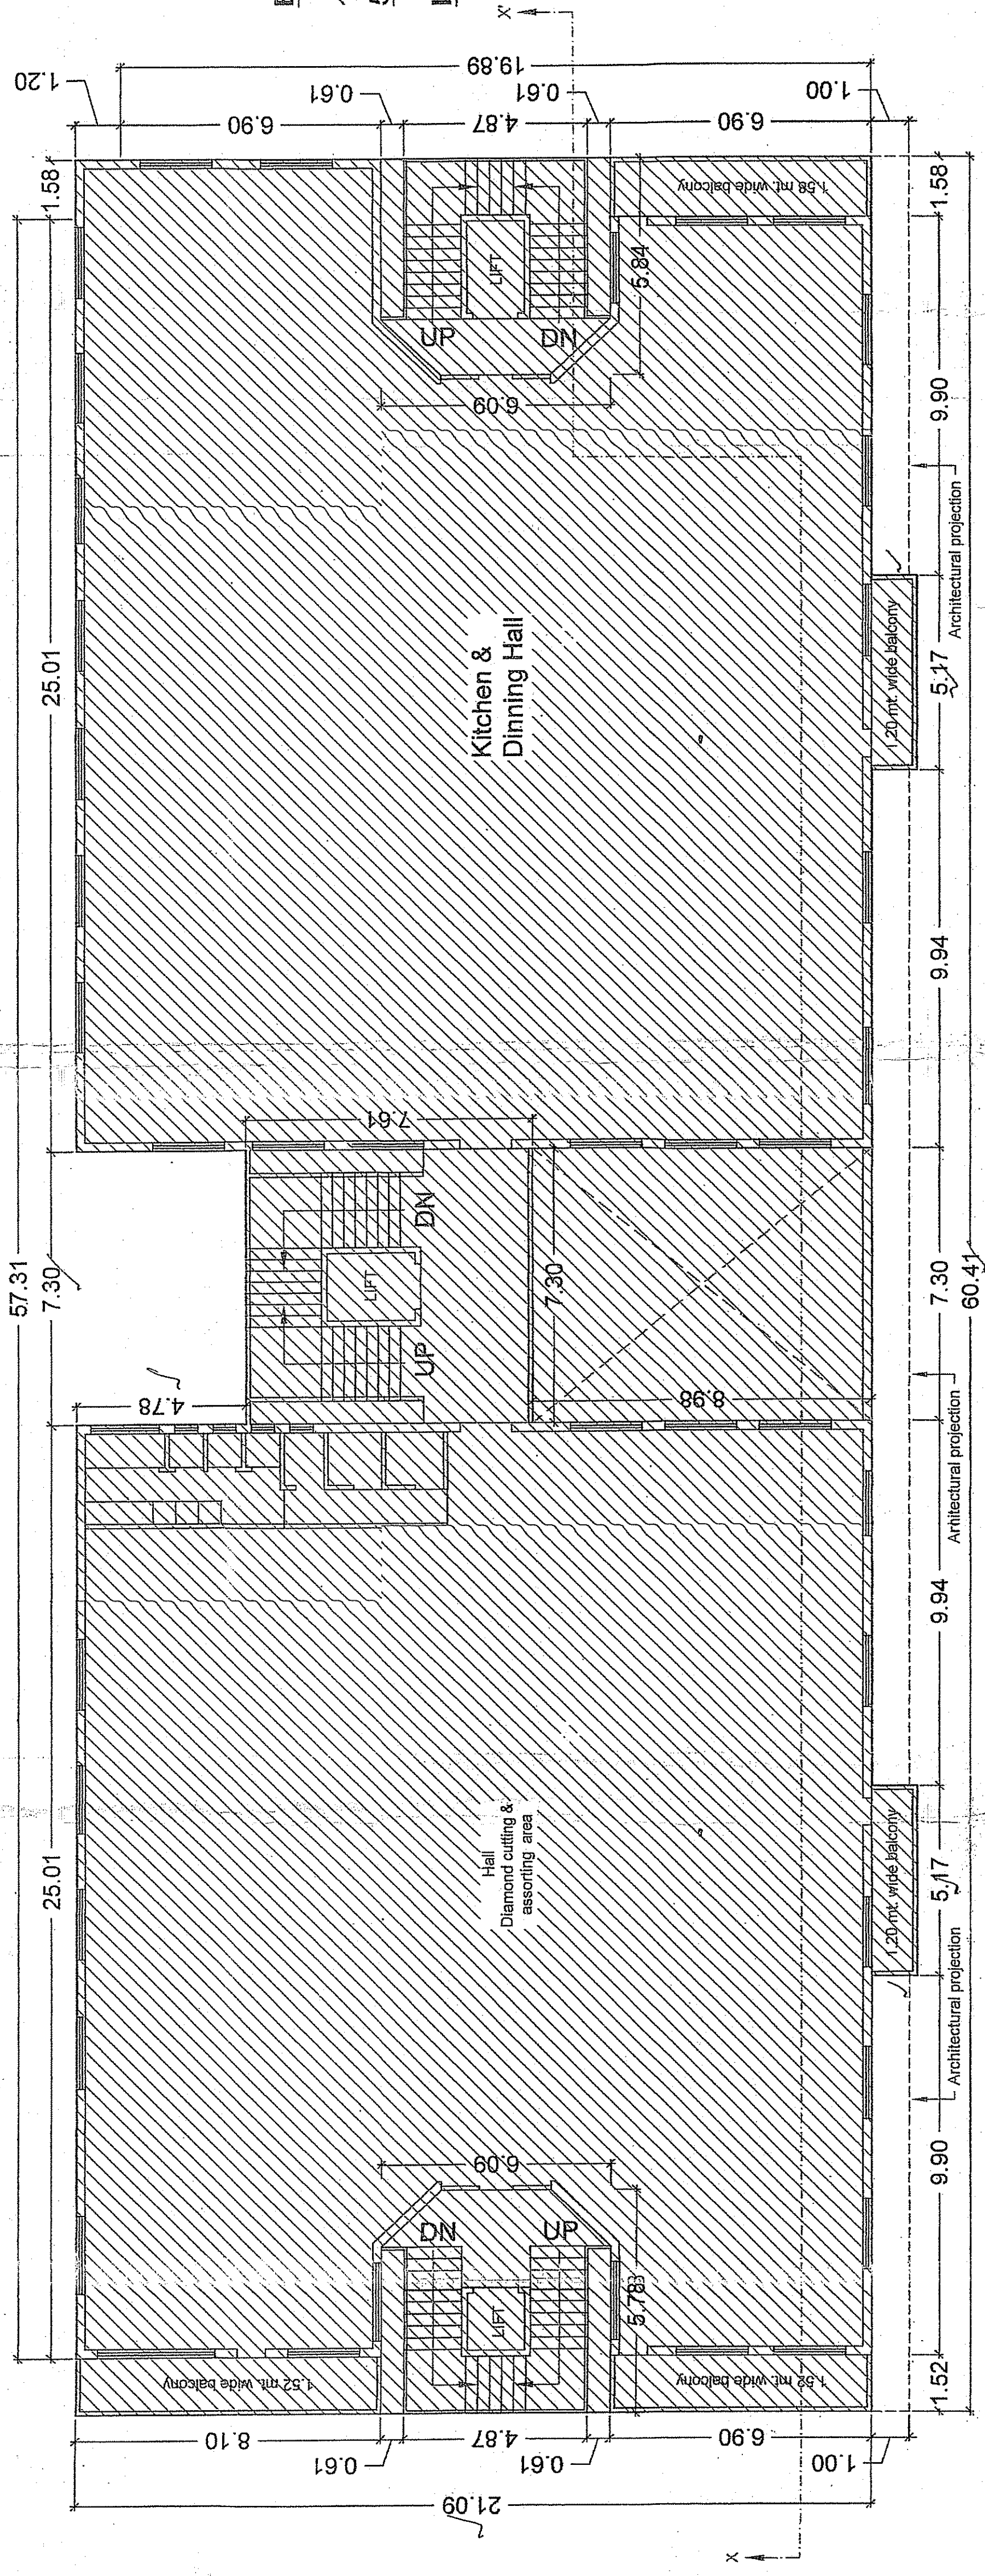 57.31
25.01
7.30
25.01
1.58
1.20
19.89
6.90
0.61
4.87
0.61
6.90
1.00
X'
UP
LIFT
DN
6.09
5.84
1.58 mt. wide balcony
1.58
Kitchen &
Dinning Hall
9.90
Architectural projection
1.20 mt. wide balcony
5.17
9.94
7.61
DN
LIFT
UP
4.78
7.30
8.98
7.30
60.41
Arhitectural projection
9.94
Hall
Diamond cutting &
assorting area
1.20 mt. wide balcony
5.17
Architectural projection
9.90
6.09
DN
UP
LIFT
5.78
1.52 mt. wide balcony
1.52 mt. wide balcony
1.52
8.10
0.61
4.87
0.61
6.90
1.00
21.09
X